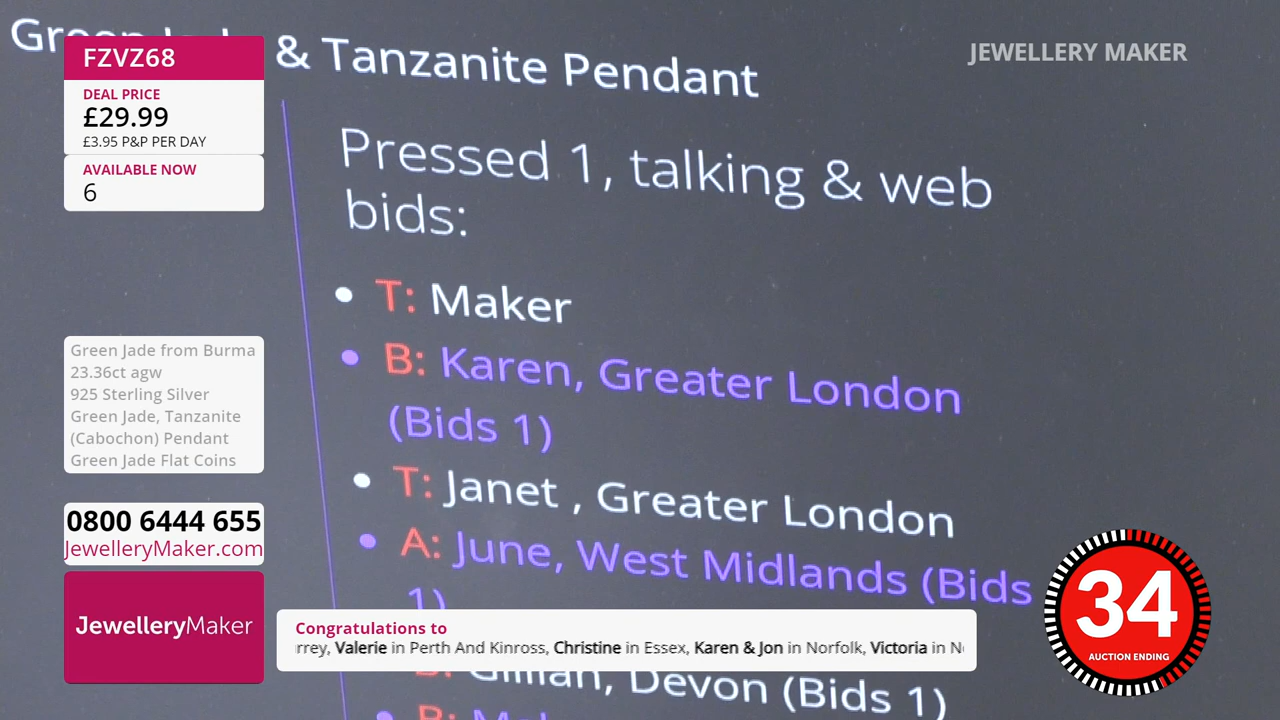 & Tanzanite Pendant
FZVZ68
DEAL PRICE
£29.99
£3.95 P&P PER DAY
AVAILABLE NOW
6
JEWELLERY MAKER
Pressed 1, talking & web
bids:
• T: Maker
• B: Karen, Greater London
(Bids 1)
• T: Janet , Greater London
• A: June, West Midlands (Bids
1)
Gillian, Devon (Bids 1)
Green Jade from Burma
23.36ct agw
925 Sterling Silver
Green Jade, Tanzanite
(Cabochon) Pendant
Green Jade Flat Coins
0800 6444 655
JewelleryMaker.com
JewelleryMaker
Congratulations to
Valerie in Perth And Kinross, Christine in Essex, Karen & Jon in Norfolk, Victoria in
34
AUCTION ENDING